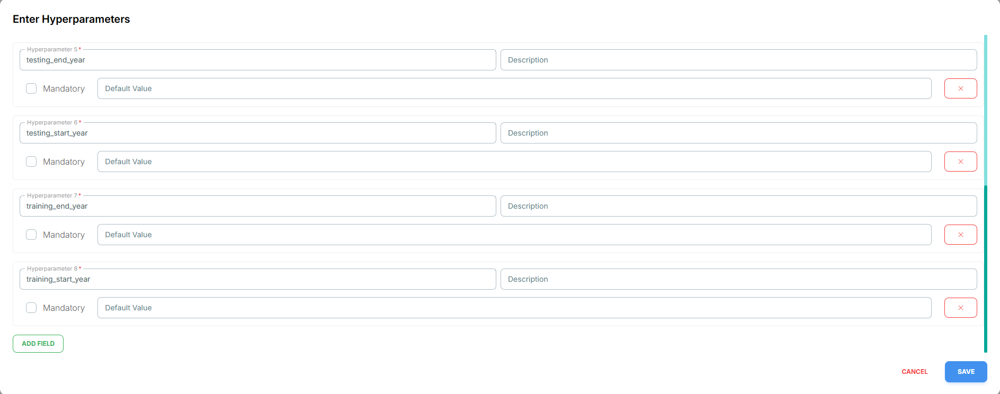 Enter Hyperparameters
Hyperparameter 5 *
testing_end_year
Description
Mandatory
Default Value
Hyperparameter 6 *
testing_start_year
Description
Mandatory
Default Value
Hyperparameter 7 *
training_end_year
Description
Mandatory
Default Value
Hyperparameter 8 *
training_start_year
Description
Mandatory
Default Value
ADD FIELD
CANCEL
SAVE